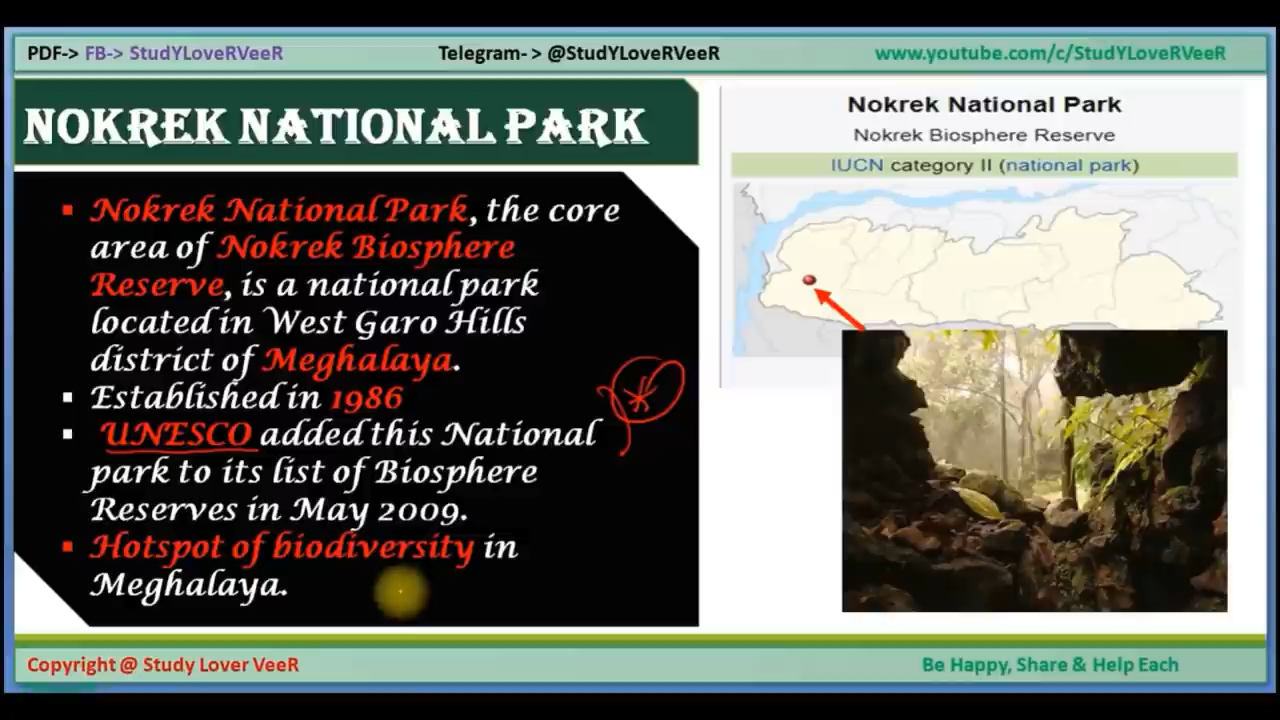 PDF-> FB-> StudYLoveRVeeR
Telegram- > @StudYLoveRVeeR
www.youtube.com/c/StudYLoveRVeeR
NOKREK NATIONAL PARK
Nokrek National Park, the core
area of Nokrek Biosphere
Reserve, is a national park
located in West Garo Hills
district of Meghalaya.
Established in 1986
UNESCO added this National
park to its list of Biosphere
Reserves in May 2009.
Hotspot of biodiversity in
Meghalaya.
Nokrek National Park
Nokrek Biosphere Reserve
IUCN category II (national park)
Copyright @ Study Lover VeeR
Be Happy, Share & Help Each